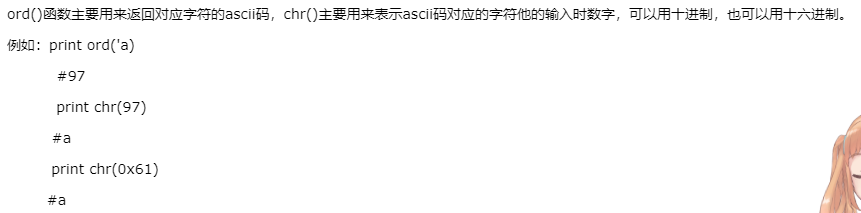 ord()函数主要用来返回对应字符的ascii码，chr()主要用来表示ascii码对应的字符他的输入时数字，可以用十进制，也可以用十六进制。
例如：print ord('a)
#97
print chr(97)
#a
print chr(0x61)
#a